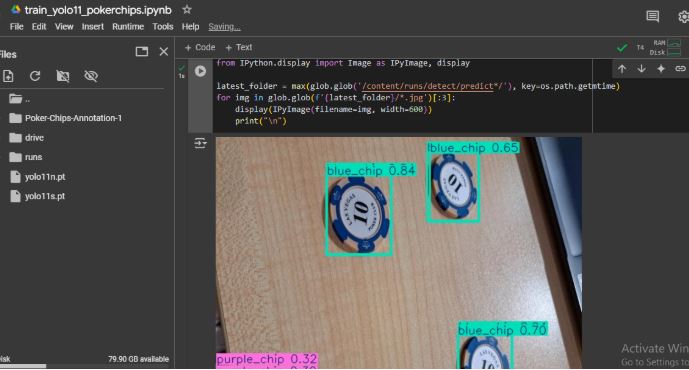 train_yolo11_pokerchips.ipynb
File Edit View Insert Runtime Tools Help Saving...
Files
+ Code + Text
T4 RAM
Disk
..
Poker-Chips-Annotation-1
drive
runs
yolo11n.pt
yolo11s.pt
1s
from IPython.display import Image as IPyImage, display
latest_folder = max(glob.glob('/content/runs/detect/predict*/'), key=os.path.getmtime)
for img in glob.glob(f'{latest_folder}/*.jpg')[:3]:
display(IPyImage(filename=img, width=600))
print("\n")
blue_chip 0.65
10
blue_chip 0.84
LAS VEGAS
10
blue_chip 0.70
LAS VEGAS
purple_chip 0.32
Disk 79.90 GB available
Activate Win
Go to Settings to